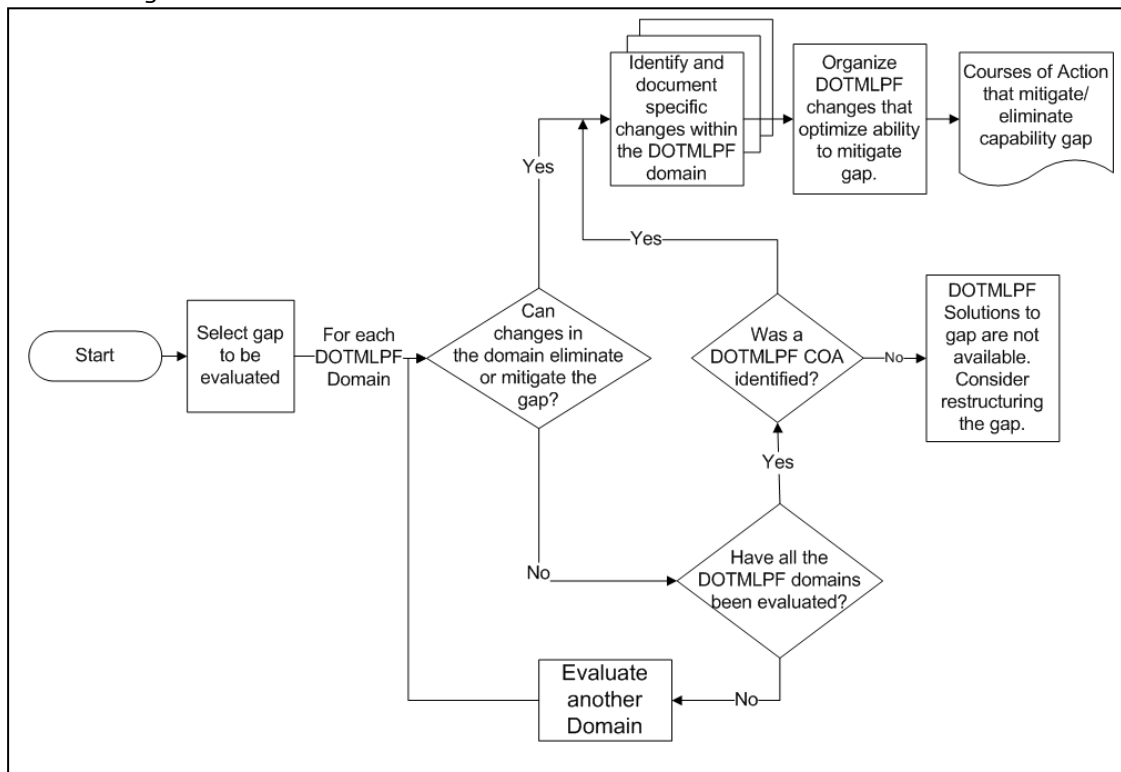 Start
Select gap
to be
evaluated
For each
DOTMLPF
Domain
Can
changes in
the domain eliminate
or mitigate the
gap?
Yes
Identify and
document
specific
changes within
the DOTMLPF
domain
Organize
DOTMLPF
changes that
optimize ability
to mitigate
gap.
Courses of Action
that mitigate/
eliminate
capability gap
Yes
Was a
DOTMLPF COA
identified?
No
DOTMLPF
Solutions to
gap are not
available.
Consider
restructuring
the gap.
Yes
No
Have all the
DOTMLPF domains
been evaluated?
No
Evaluate
another
Domain